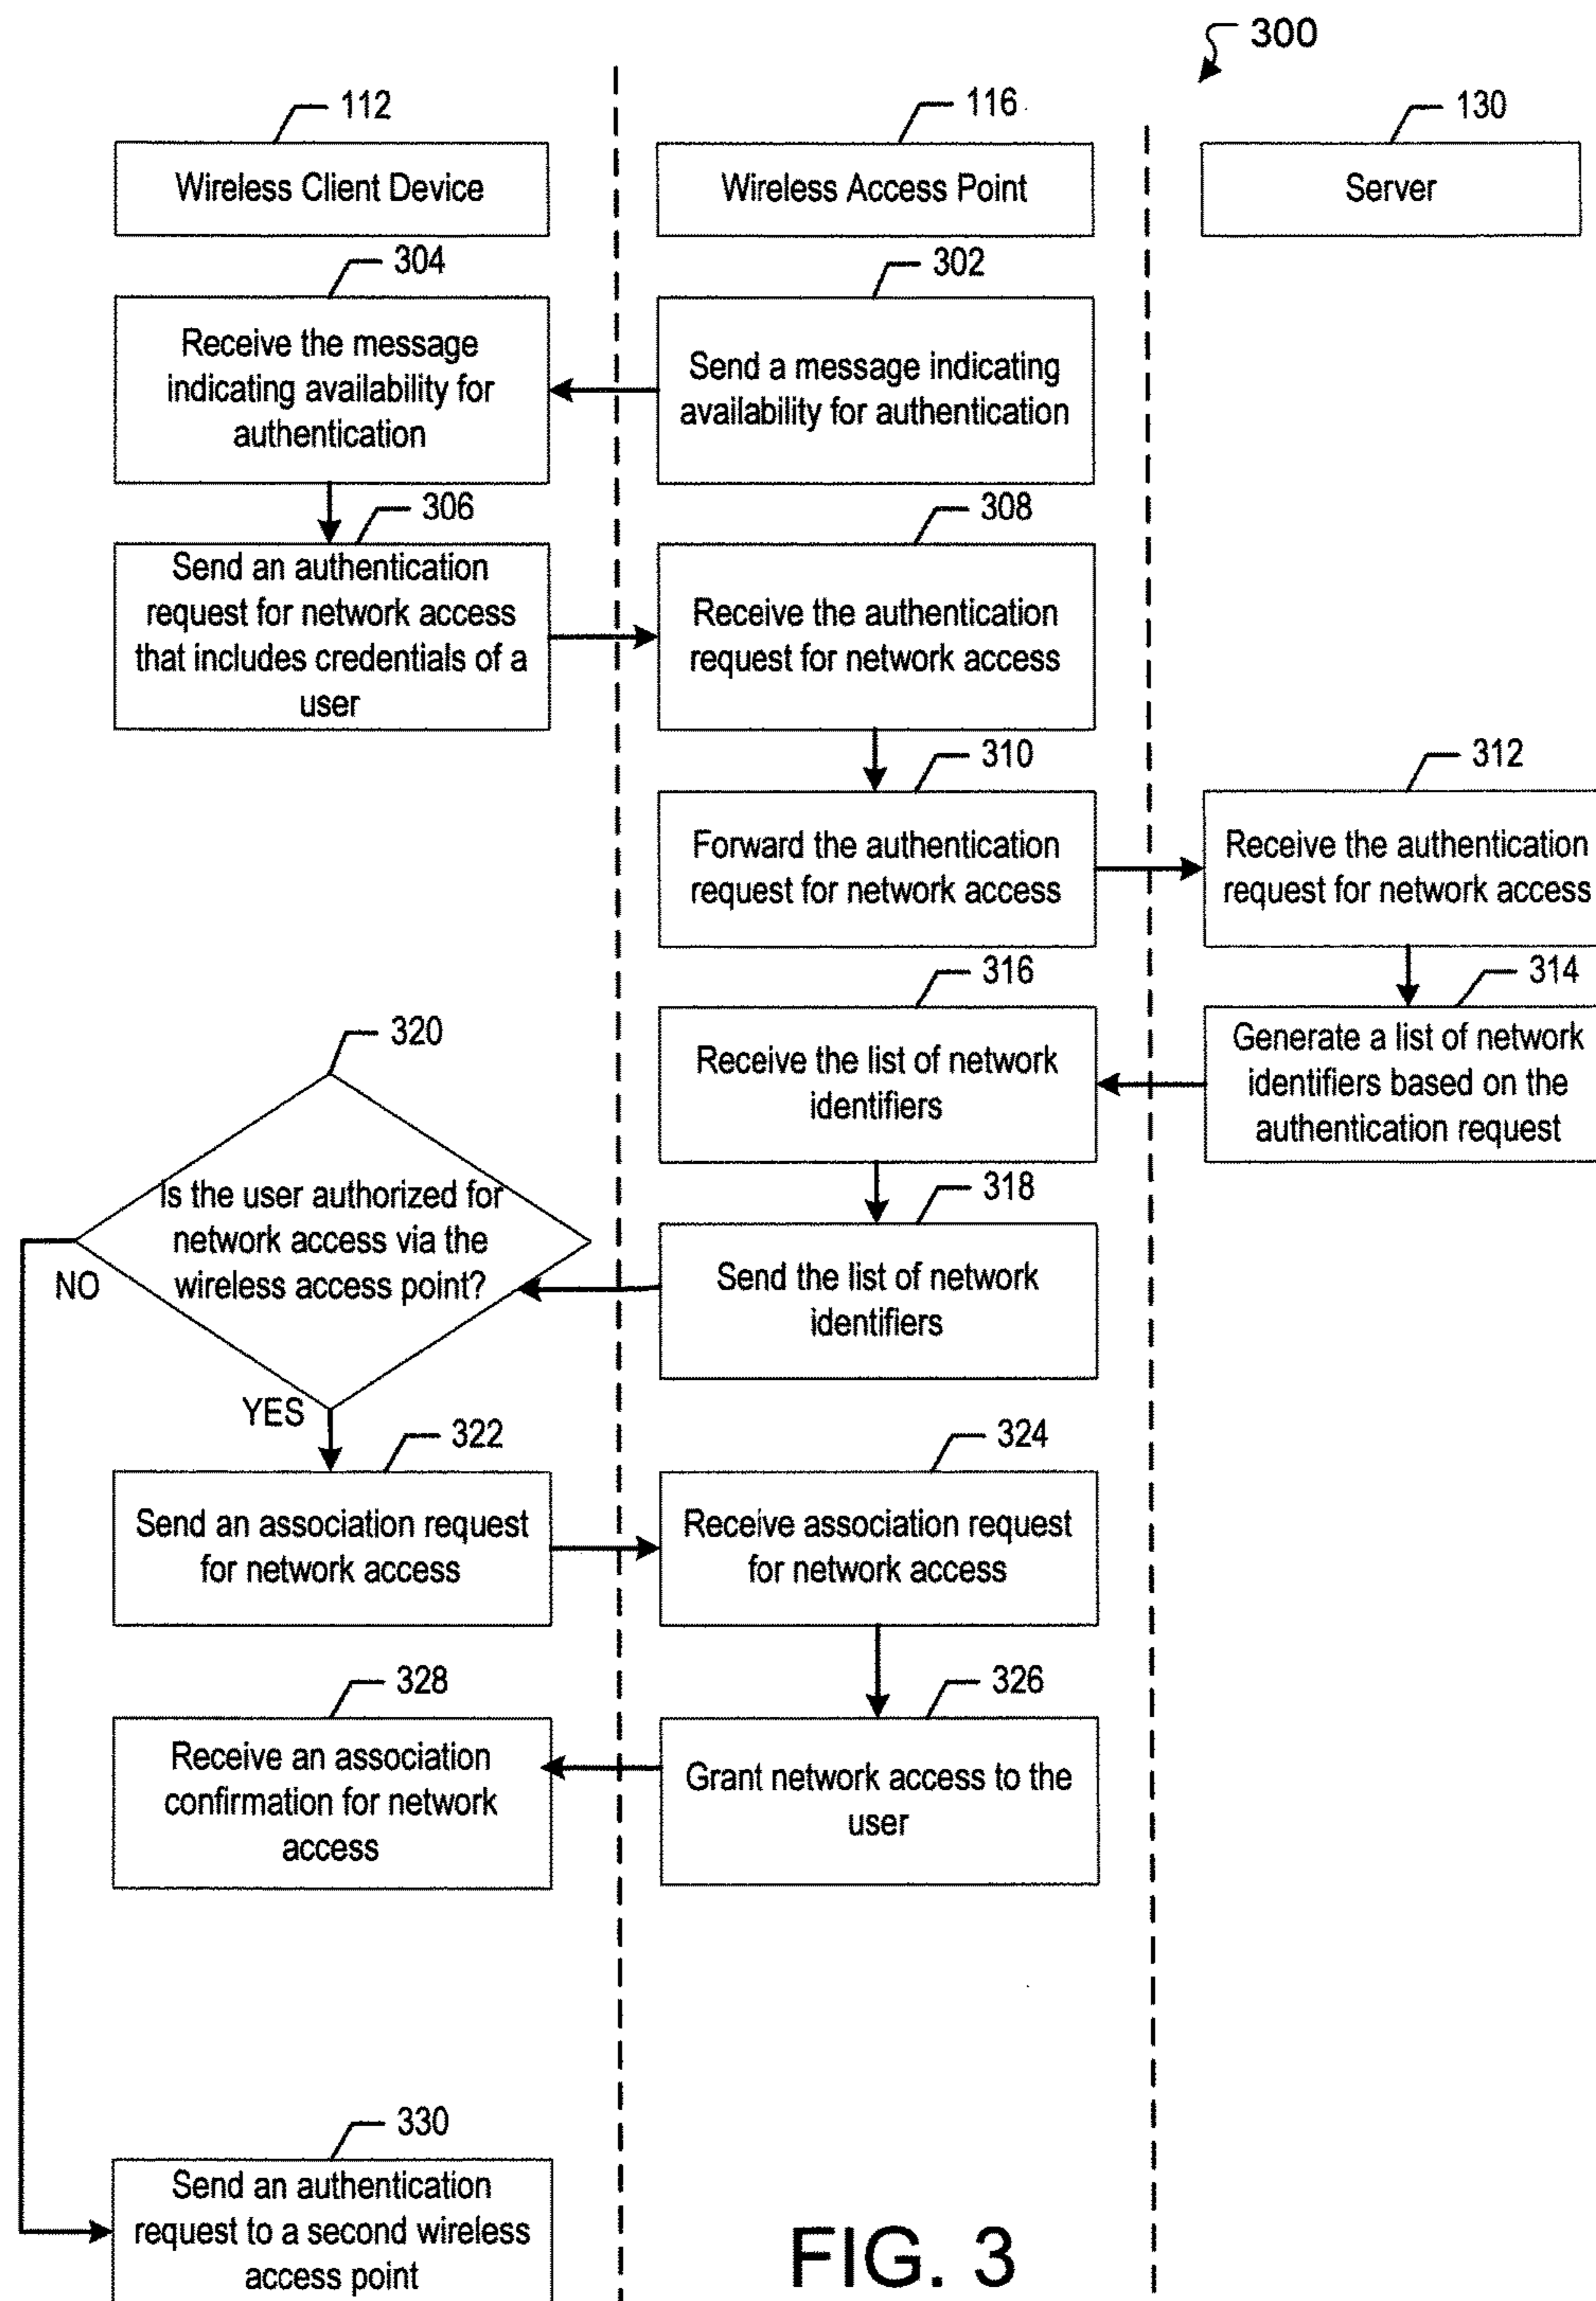 300
112
116
130
Wireless Client Device
Wireless Access Point
Server
304
302
Receive the message
indicating availability for
authentication
Send a message indicating
availability for authentication
306
308
Send an authentication
request for network access
that includes credentials of a
user
Receive the authentication
request for network access
310
312
Forward the authentication
request for network access
Receive the authentication
request for network access
316
314
Receive the list of network
identifiers
Generate a list of network
identifiers based on the
authentication request
320
318
Is the user authorized for
network access via the
wireless access point?
NO
YES
Send the list of network
identifiers
322
324
Send an association request
for network access
Receive association request
for network access
328
326
Receive an association
confirmation for network
access
Grant network access to the
user
330
Send an authentication
request to a second wireless
access point
FIG. 3